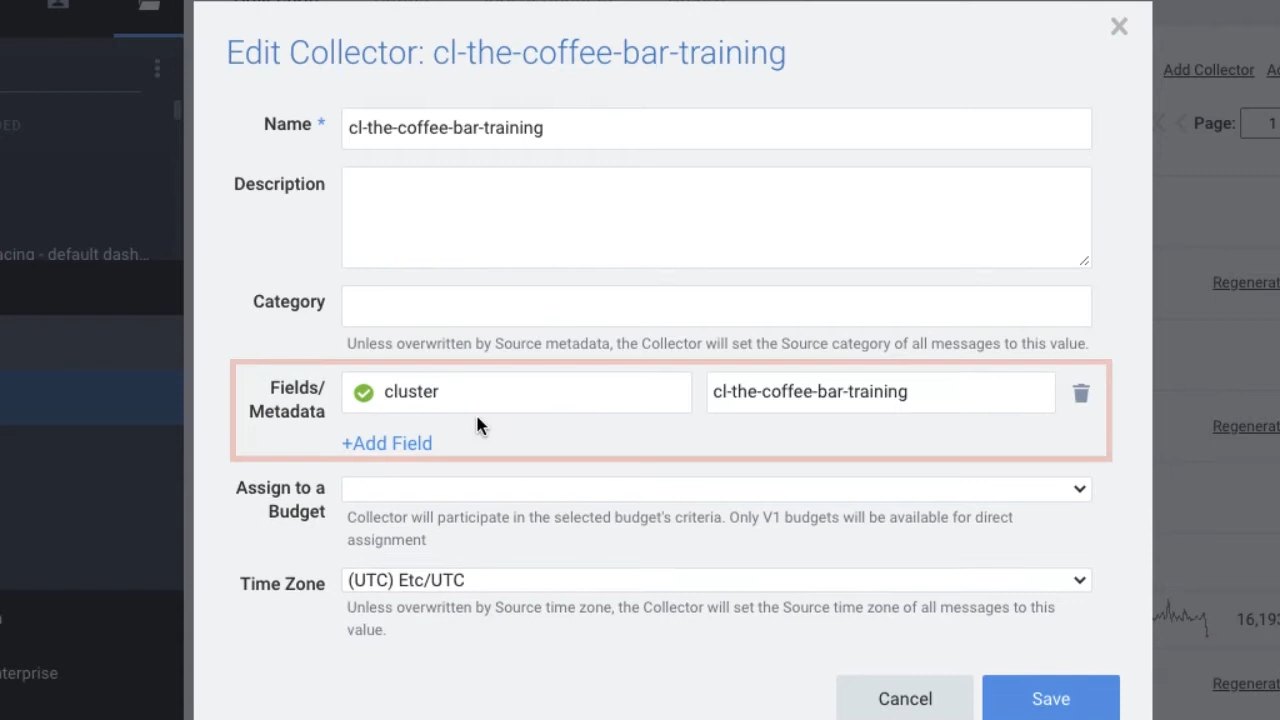 Edit Collector: cl-the-coffee-bar-training
Add Collector
Page: 1
Name *
cl-the-coffee-bar-training
Description
acing - default dash...
Category
Regenerat
Unless overwritten by Source metadata, the Collector will set the Source category of all messages to this value.
Fields/
Metadata
cluster
cl-the-coffee-bar-training
+Add Field
Regenerat
Assign to a
Budget
Collector will participate in the selected budget's criteria. Only V1 budgets will be available for direct
assignment
Time Zone
(UTC) Etc/UTC
Unless overwritten by Source time zone, the Collector will set the Source time zone of all messages to this
value.
16,193
nterprise
Regenerat
Cancel
Save